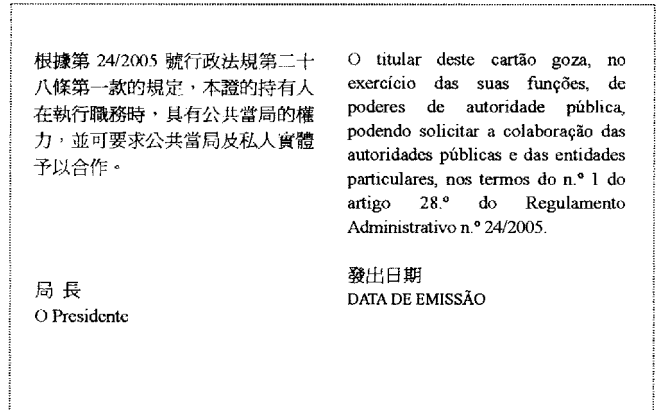 根據第 24/2005 號行政法規第二十
八條第一款的規定，本證的持有人
在執行職務時，具有公共當局的權
力，並可要求公共當局及私人實體
予以合作。
局 長
O Presidente
O titular deste cartão goza, no
exercício das suas funções, de
poderes de autoridade pública,
podendo solicitar a colaboração das
autoridades públicas e das entidades
particulares, nos termos do n.º 1 do
artigo 28.º do Regulamento
Administrativo n.º 24/2005.
發出日期
DATA DE EMISSÃO